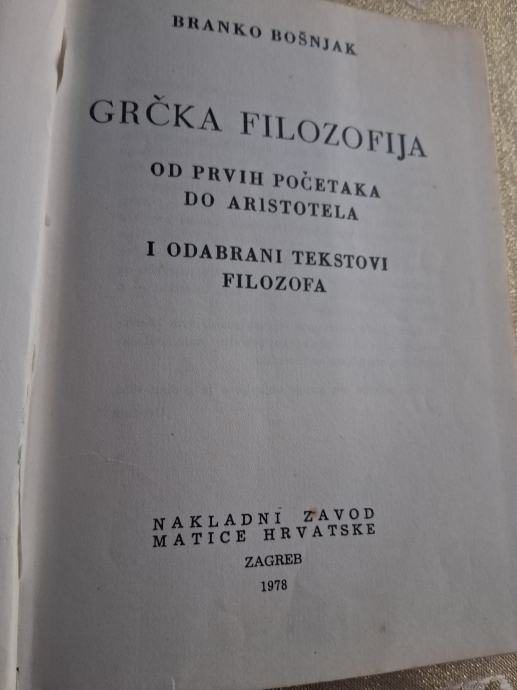 BRANKO BOŠNJAK
GRČKA FILOZOFIJA
OD PRVIH POČETAKA
DO ARISTOTELA
I ODABRANI TEKSTOVI
FILOZOFA
NAKLADNI ZAVOD
MATICE HRVATSKE
ZAGREB
1978